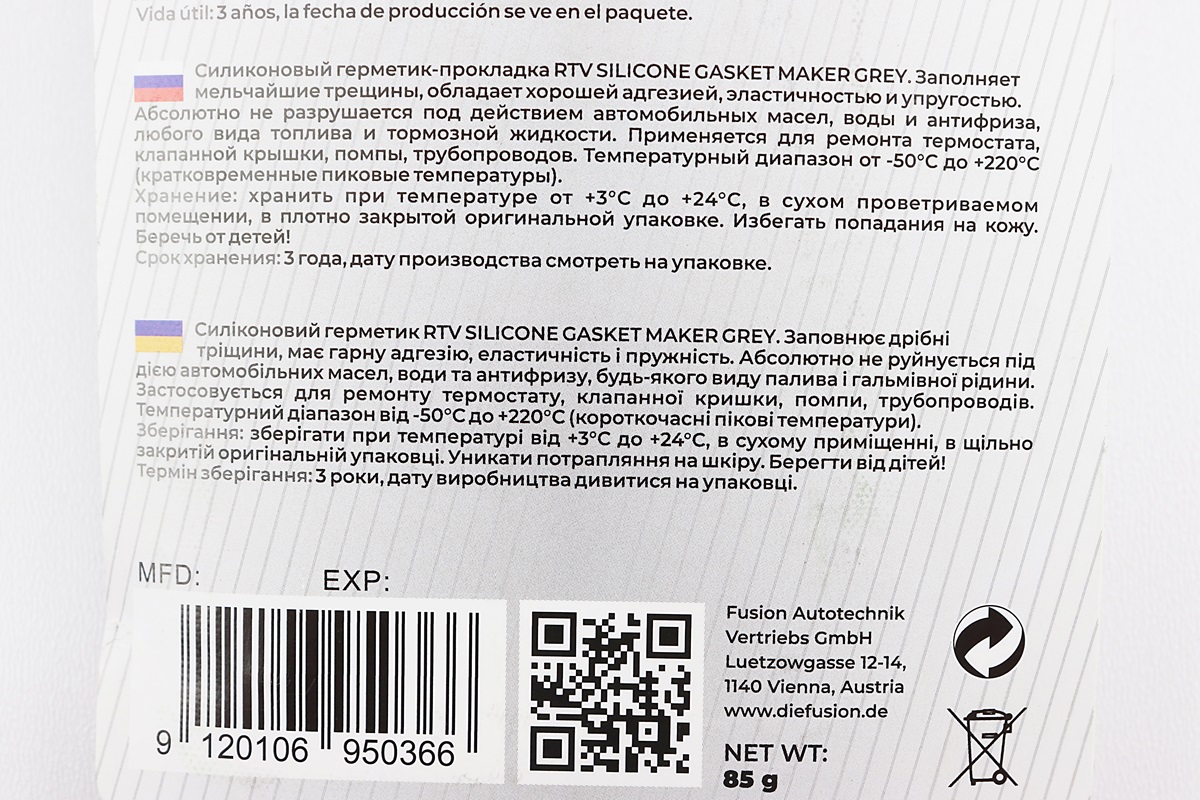 Vida útil: 3 años, la fecha de producción se ve en el paquete.
Силиконовый герметик-прокладка RTV SILICONE GASKET MAKER GREY. Заполняет
мельчайшие трещины, обладает хорошей адгезией, эластичностью и упругостью.
Абсолютно не разрушается под действием автомобильных масел, воды и антифриза,
любого вида топлива и тормозной жидкости. Применяется для ремонта термостата,
клапанной крышки, помпы, трубопроводов. Температурный диапазон от -50°C до +220°C
(кратковременные пиковые температуры).
Хранение: хранить при температуре от +3°C до +24°C, в сухом проветриваемом
помещении, в плотно закрытой оригинальной упаковке. Избегать попадания на кожу.
Беречь от детей!
Срок хранения: 3 года, дату производства смотреть на упаковке.
Силіконовий герметик RTV SILICONE GASKET MAKER GREY. Заповнює дрібні
тріщини, має гарну адгезію, еластичність і пружність. Абсолютно не руйнується під
дією автомобільних масел, води та антифризу, будь-якого виду палива і гальмівної рідини.
Застосовується для ремонту термостату, клапанної кришки, помпи, трубопроводів.
Температурний діапазон від -50°C до +220°C (короткочасні пікові температури).
Зберігання: зберігати при температурі від +3°C до +24°C, в сухому приміщенні, в щільно
закритій оригінальній упаковці. Уникати потрапляння на шкіру. Берегти від дітей!
Термін зберігання: 3 роки, дату виробництва дивитися на упаковці.
MFD: EXP:
9 120106 950366
Fusion Autotechnik
Vertriebs GmbH
Luetzowgasse 12-14,
1140 Vienna, Austria
www.diefusion.de
NET WT:
85 g